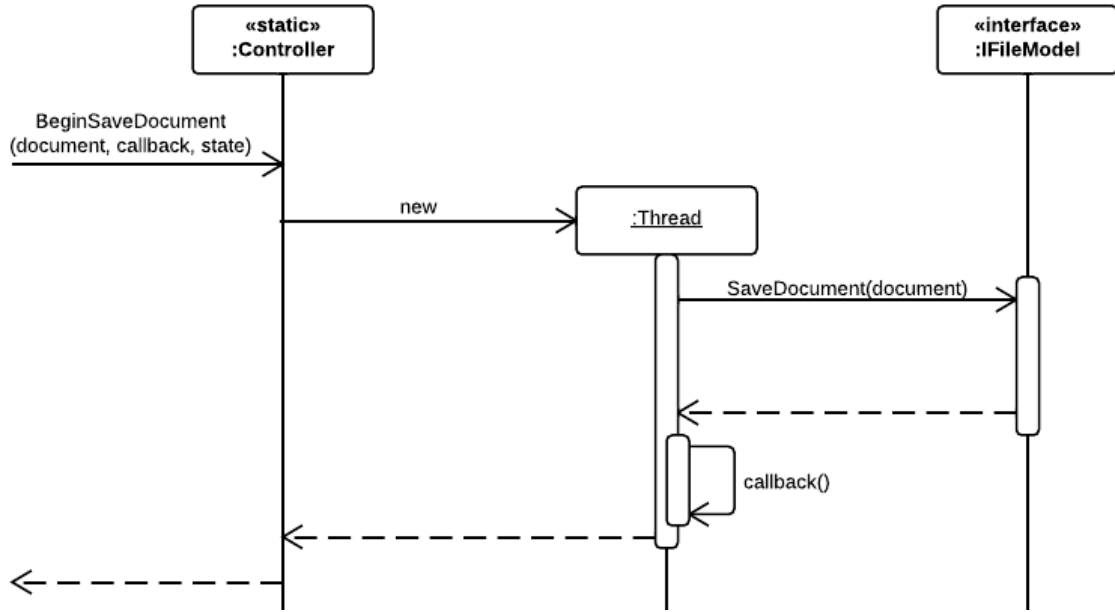 «static»
:Controller
«interface»
:IFileModel
BeginSaveDocument
(document, callback, state)
new
:Thread
SaveDocument(document)
callback()